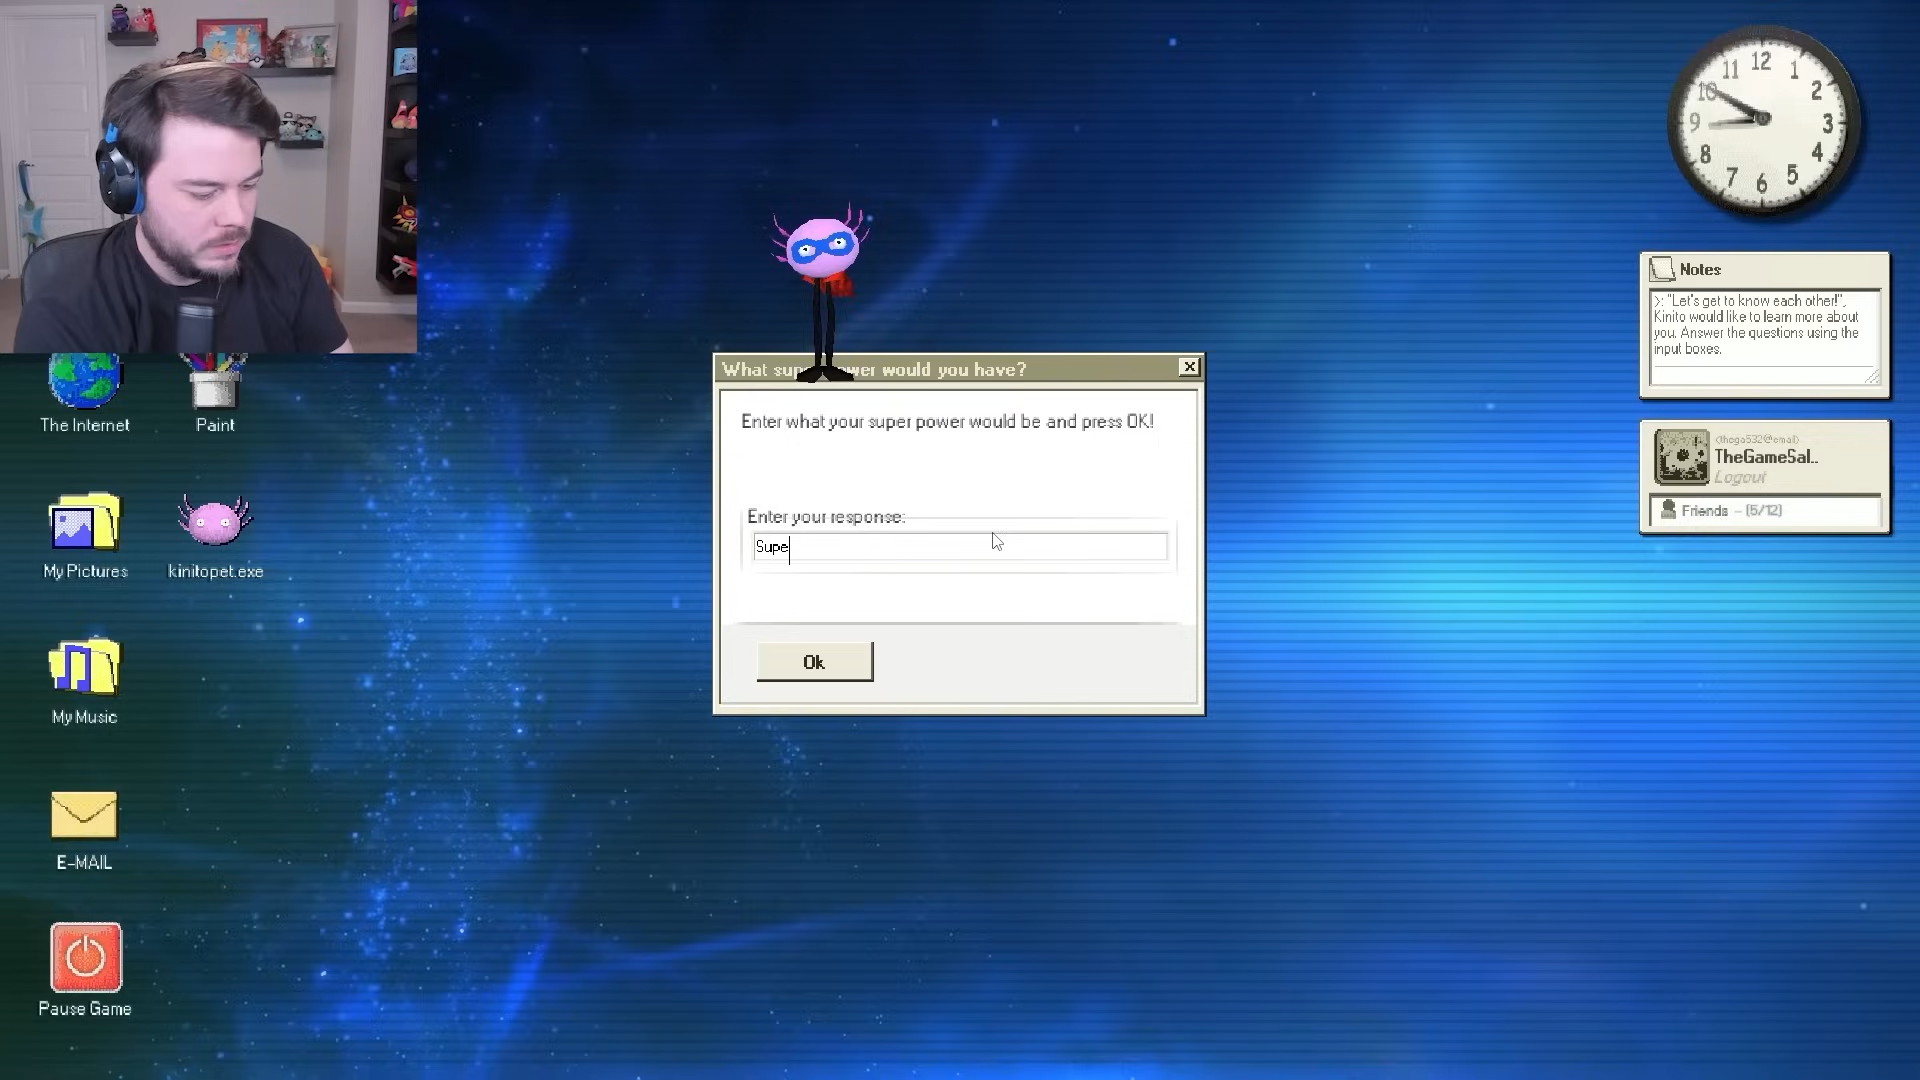 12
11
1
10
2
9
3
8
4
7
5
6
Notes
>: "Let's get to know each other!",
Kinito would like to learn more about
you. Answer the questions using the
input boxes.
<thega532@email>
TheGameSal..
Logout
Friends - (5/12)
The Internet
Paint
My Pictures
kinitopet.exe
My Music
E-MAIL
Pause Game
What sup wer would you have?
Enter what your super power would be and press OK!
Enter your response:
Supe
Ok